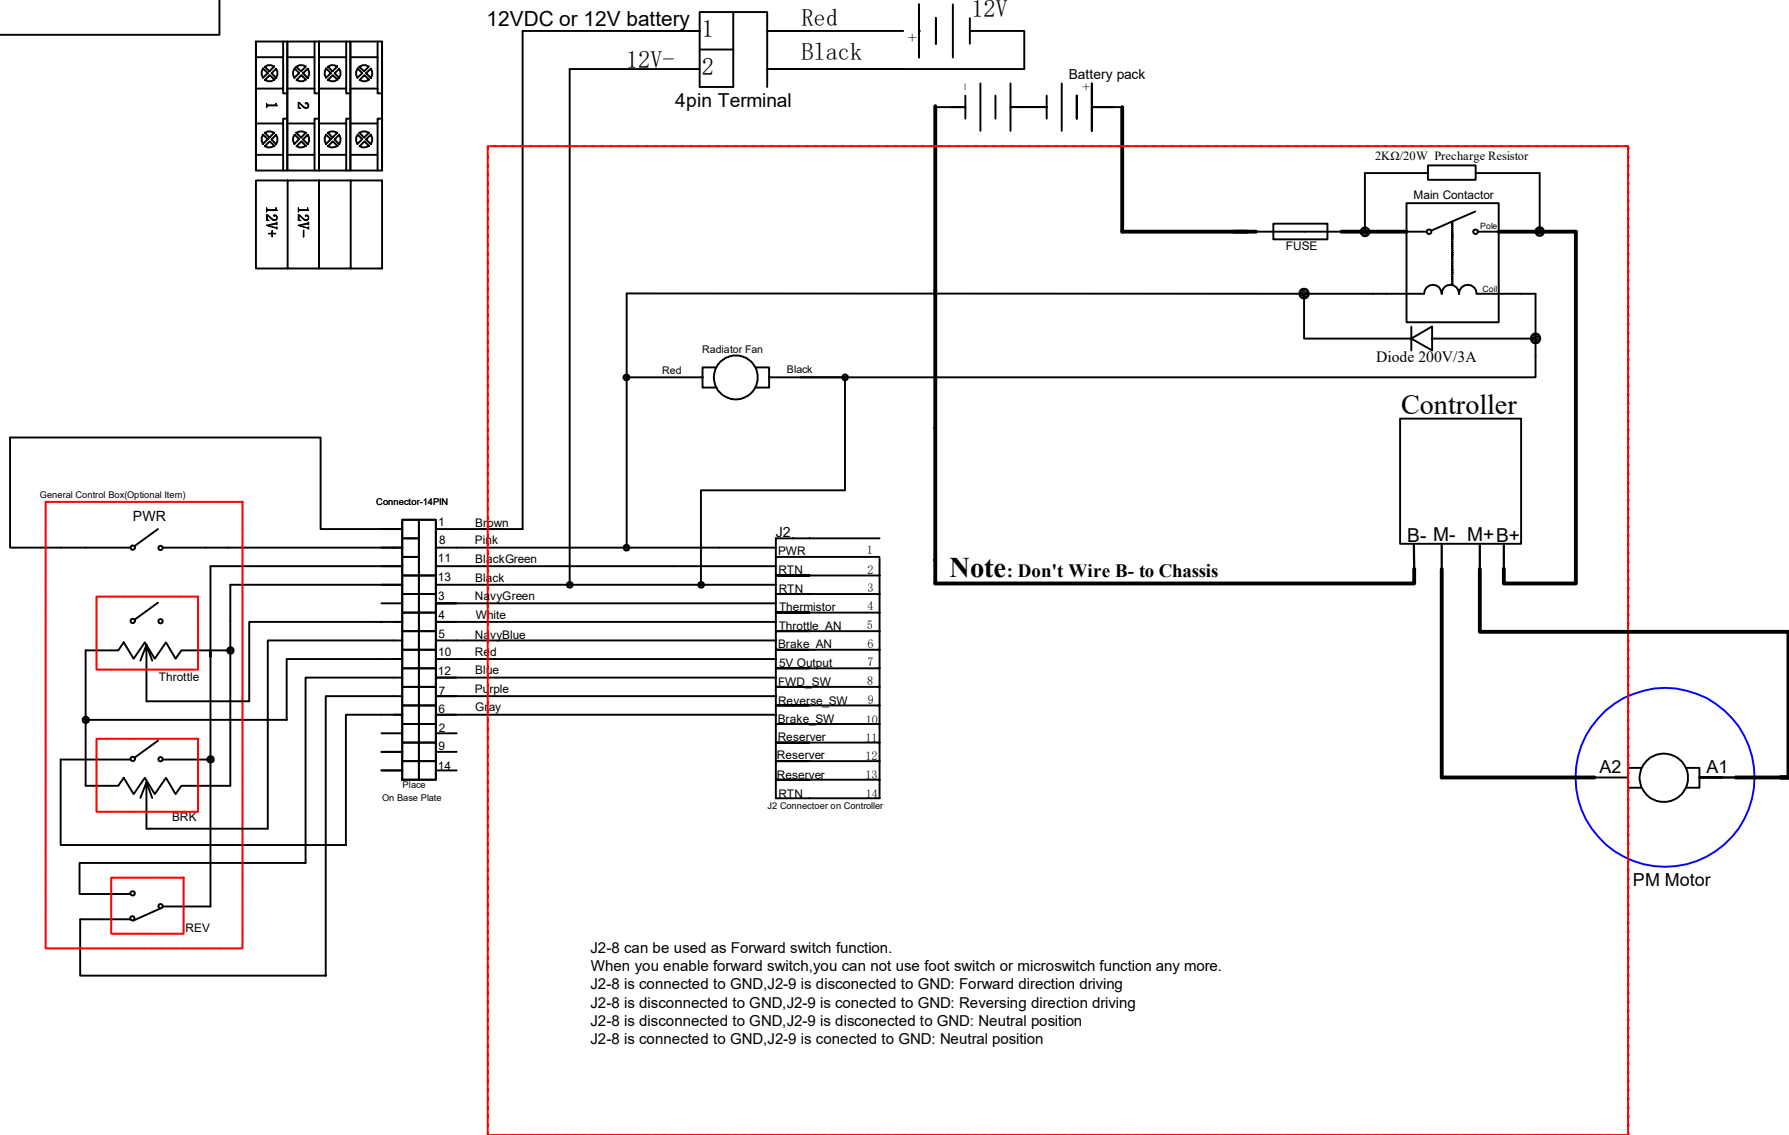 12VDC or 12V battery
1
Red
12V
+
12V-
2
Black
4pin Terminal
Battery pack
- +
1 2
12V+ 12V-
2KΩ/20W Precharge Resistor
Main Contactor
Pole
FUSE
Coil
Diode 200V/3A
Radiator Fan
Red
Black
Controller
B- M- M+ B+
Note: Don't Wire B- to Chassis
General Control Box(Optional Item)
PWR
Throttle
BRK
REV
Connector-14PIN
1 Brown
8 Pink
11 BlackGreen
13 Black
3 NavyGreen
4 White
5 NavyBlue
10 Red
12 Blue
7 Purple
6 Gray
2
9
14
Place
On Base Plate
J2
PWR 1
RTN 2
RTN 3
Thermistor 4
Throttle_AN 5
Brake_AN 6
5V Output 7
FWD_SW 8
Reverse_SW 9
Brake_SW 10
Reserver 11
Reserver 12
Reserver 13
RTN 14
J2 Connectoer on Controller
A2 A1
PM Motor
J2-8 can be used as Forward switch function.
When you enable forward switch,you can not use foot switch or microswitch function any more.
J2-8 is connected to GND,J2-9 is disconected to GND: Forward direction driving
J2-8 is disconnected to GND,J2-9 is conected to GND: Reversing direction driving
J2-8 is disconnected to GND,J2-9 is disconected to GND: Neutral position
J2-8 is connected to GND,J2-9 is conected to GND: Neutral position